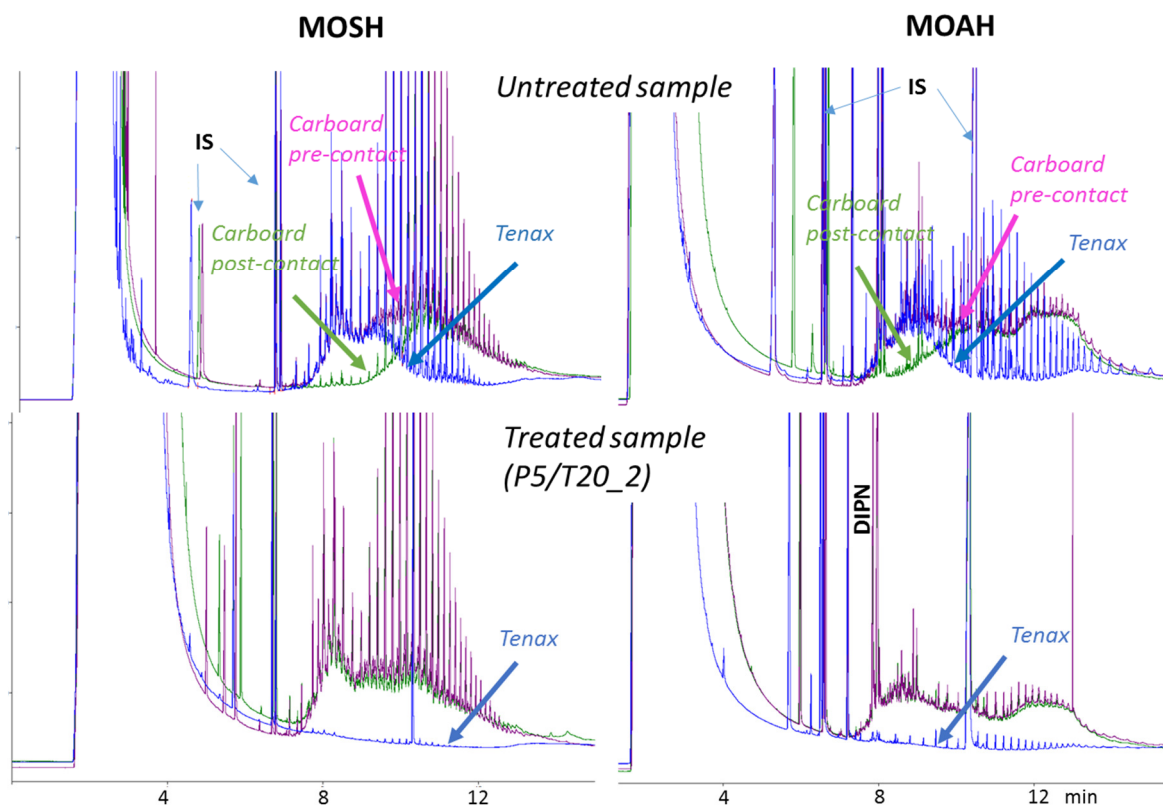 MOSH
MOAH
Untreated sample
IS
Carboard
pre-contact
Carboard
post-contact
Tenax
IS
Carboard
pre-contact
Carboard
post-contact
Tenax
Treated sample
(P5/T20_2)
Tenax
DIPN
Tenax
4
8
12
4
8
12
min